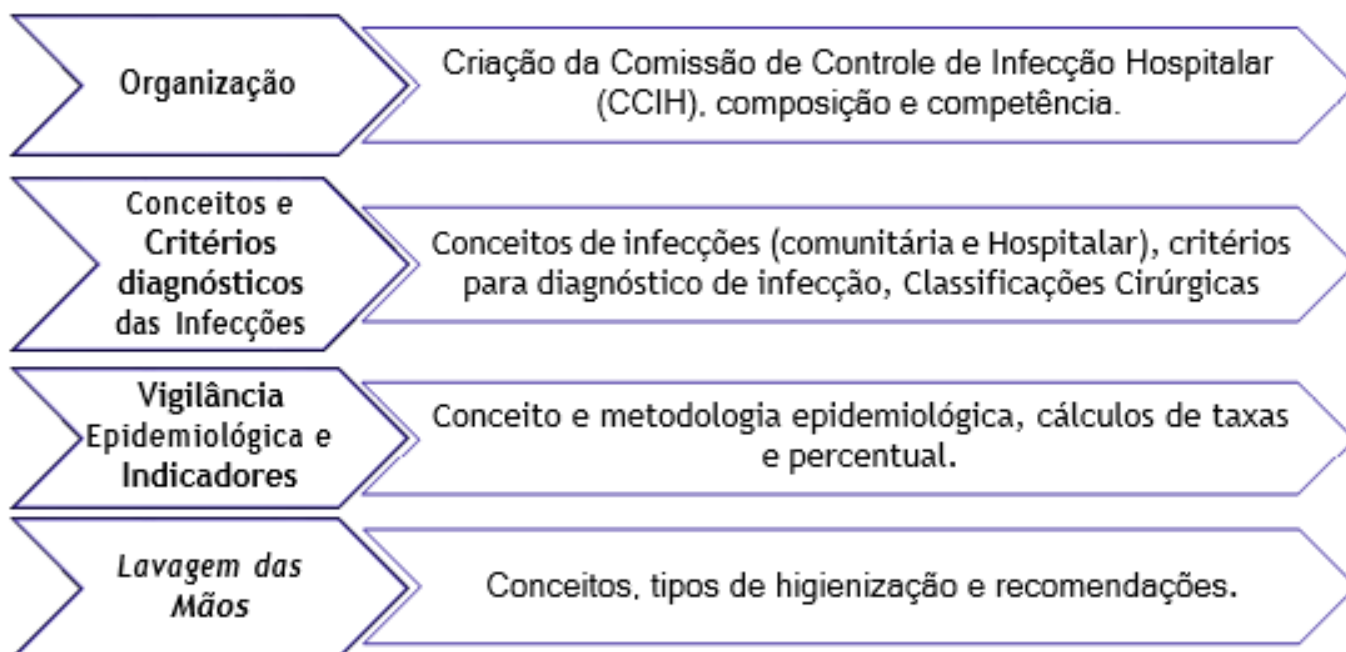 Organização
Criação da Comissão de Controle de Infecção Hospitalar
(CCIH), composição e competência.
Conceitos e
Critérios
diagnósticos
das Infecções
Conceitos de infecções (comunitária e Hospitalar), critérios
para diagnóstico de infecção, Classificações Cirúrgicas
Vigilância
Epidemiológica e
Indicadores
Conceito e metodologia epidemiológica, cálculos de taxas
e percentual.
Lavagem das
Mãos
Conceitos, tipos de higienização e recomendações.